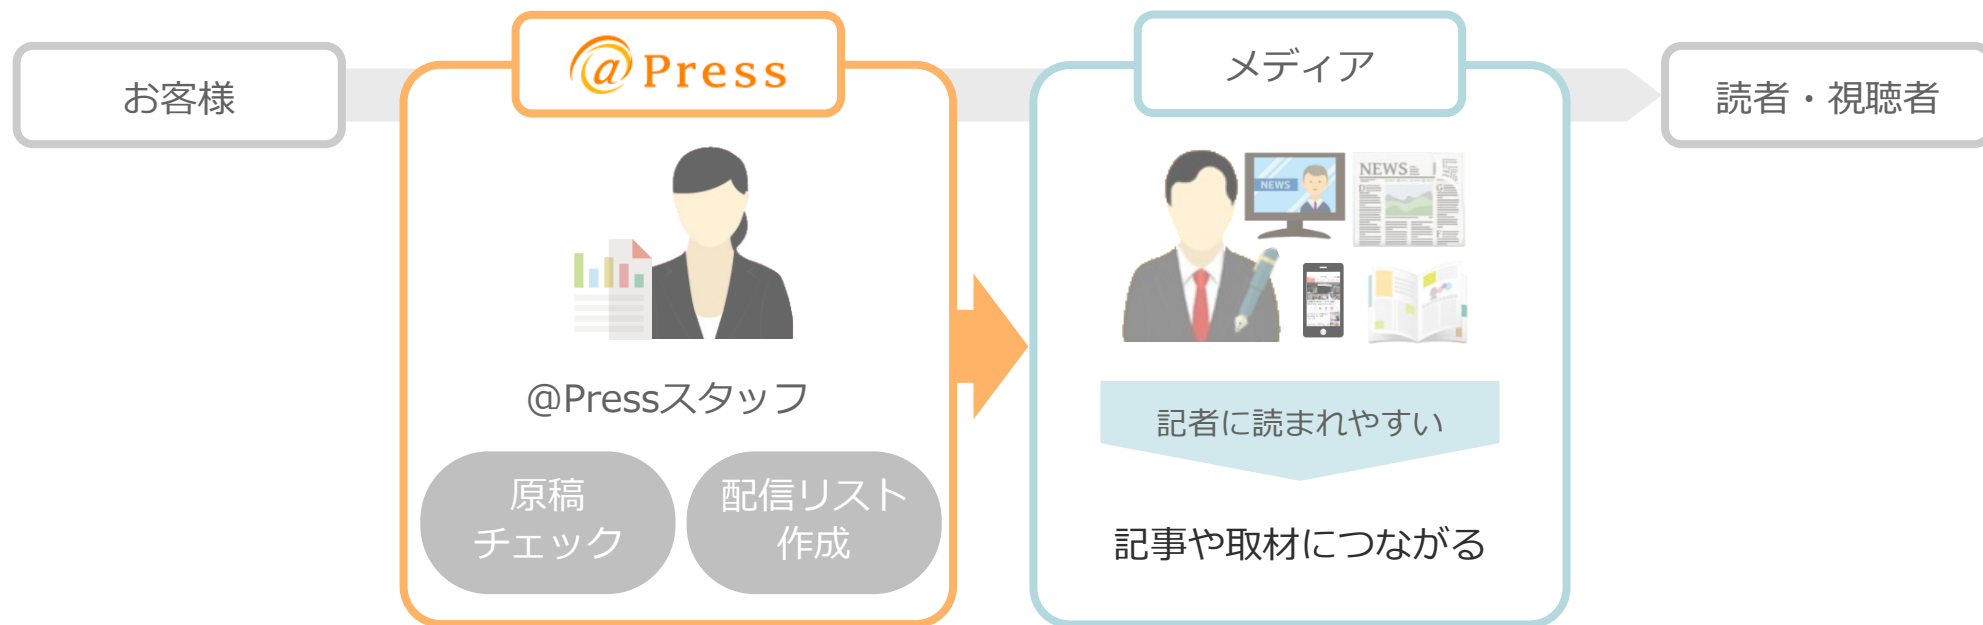 お客様
@Press
メディア
読者・視聴者
NEWS
NEWS
@Pressスタッフ
記者に読まれやすい
原稿
チェック
配信リスト
作成
記事や取材につながる